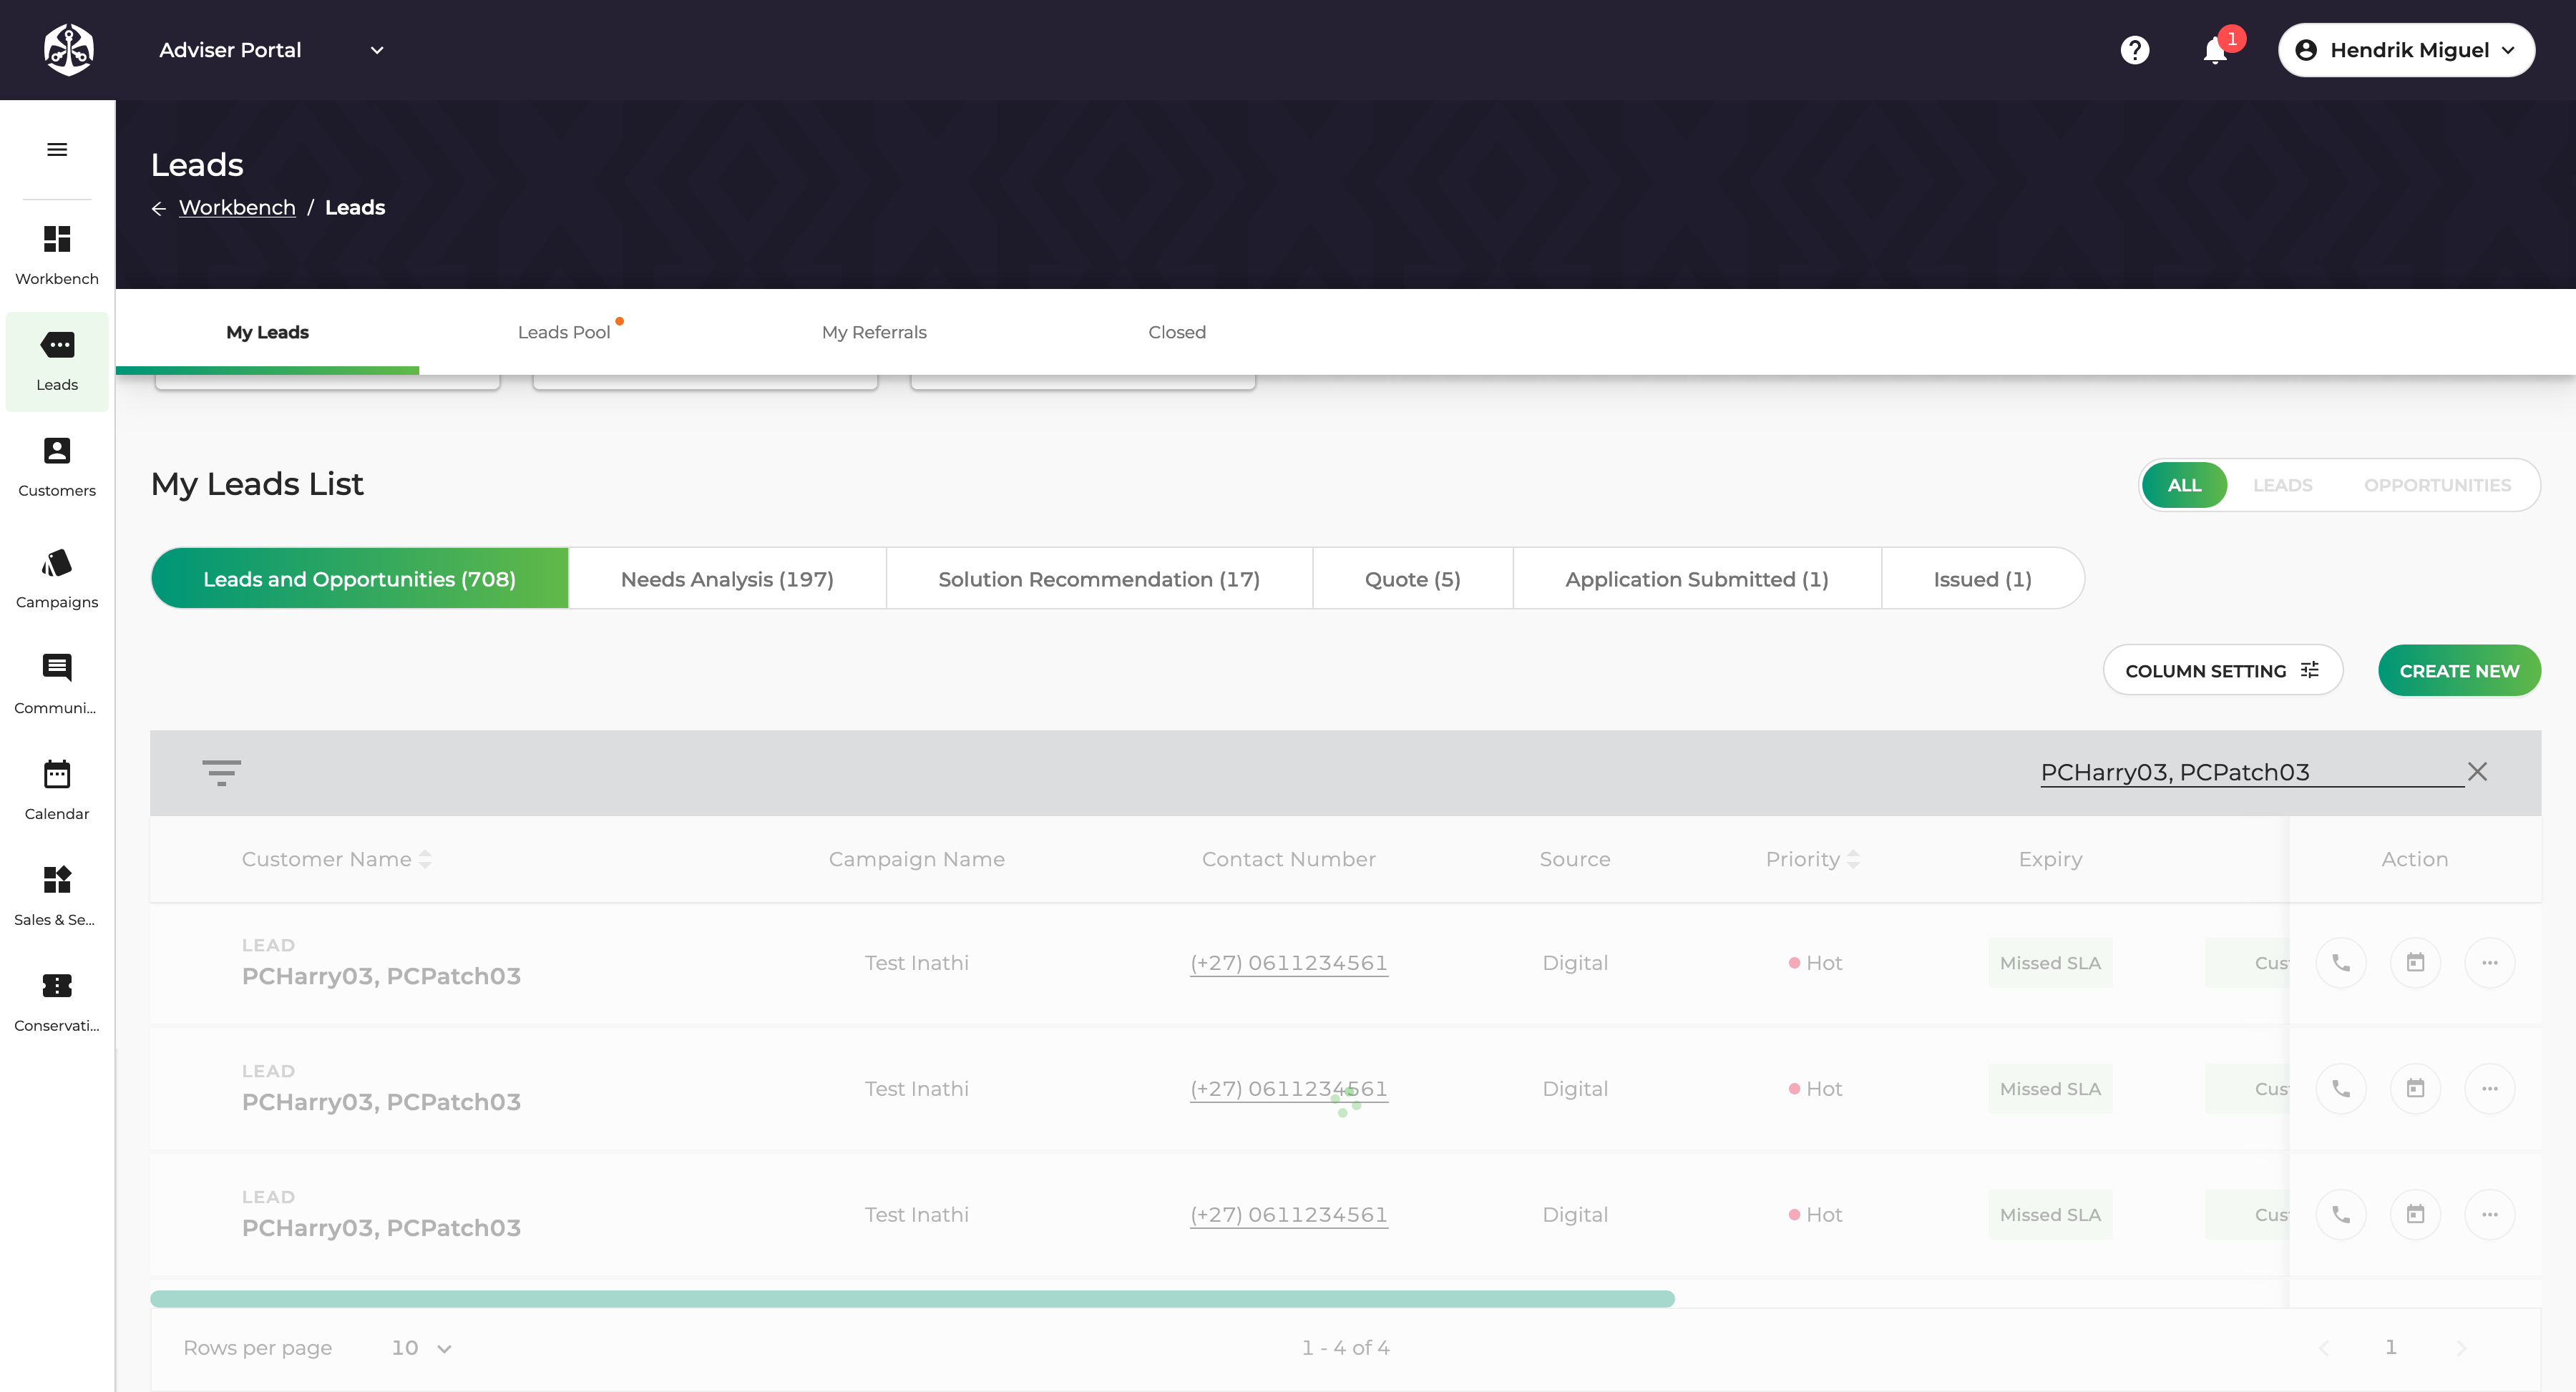 Adviser Portal
1
Hendrik Miguel
Leads
Workbench / Leads
Workbench
Leads
Customers
Campaigns
Communi...
Calendar
Sales & Se...
Conservati...
My Leads
Leads Pool
My Referrals
Closed
My Leads List
ALL
LEADS
OPPORTUNITIES
Leads and Opportunities (708)
Needs Analysis (197)
Solution Recommendation (17)
Quote (5)
Application Submitted (1)
Issued (1)
COLUMN SETTING
CREATE NEW
PCHarry03, PCPatch03
Customer Name
Campaign Name
Contact Number
Source
Priority
Expiry
Action
LEAD
PCHarry03, PCPatch03
Test Inathi
(+27) 0611234561
Digital
Hot
Missed SLA
LEAD
PCHarry03, PCPatch03
Test Inathi
(+27) 0611234561
Digital
Hot
Missed SLA
LEAD
PCHarry03, PCPatch03
Test Inathi
(+27) 0611234561
Digital
Hot
Missed SLA
Rows per page
10
1 - 4 of 4
1